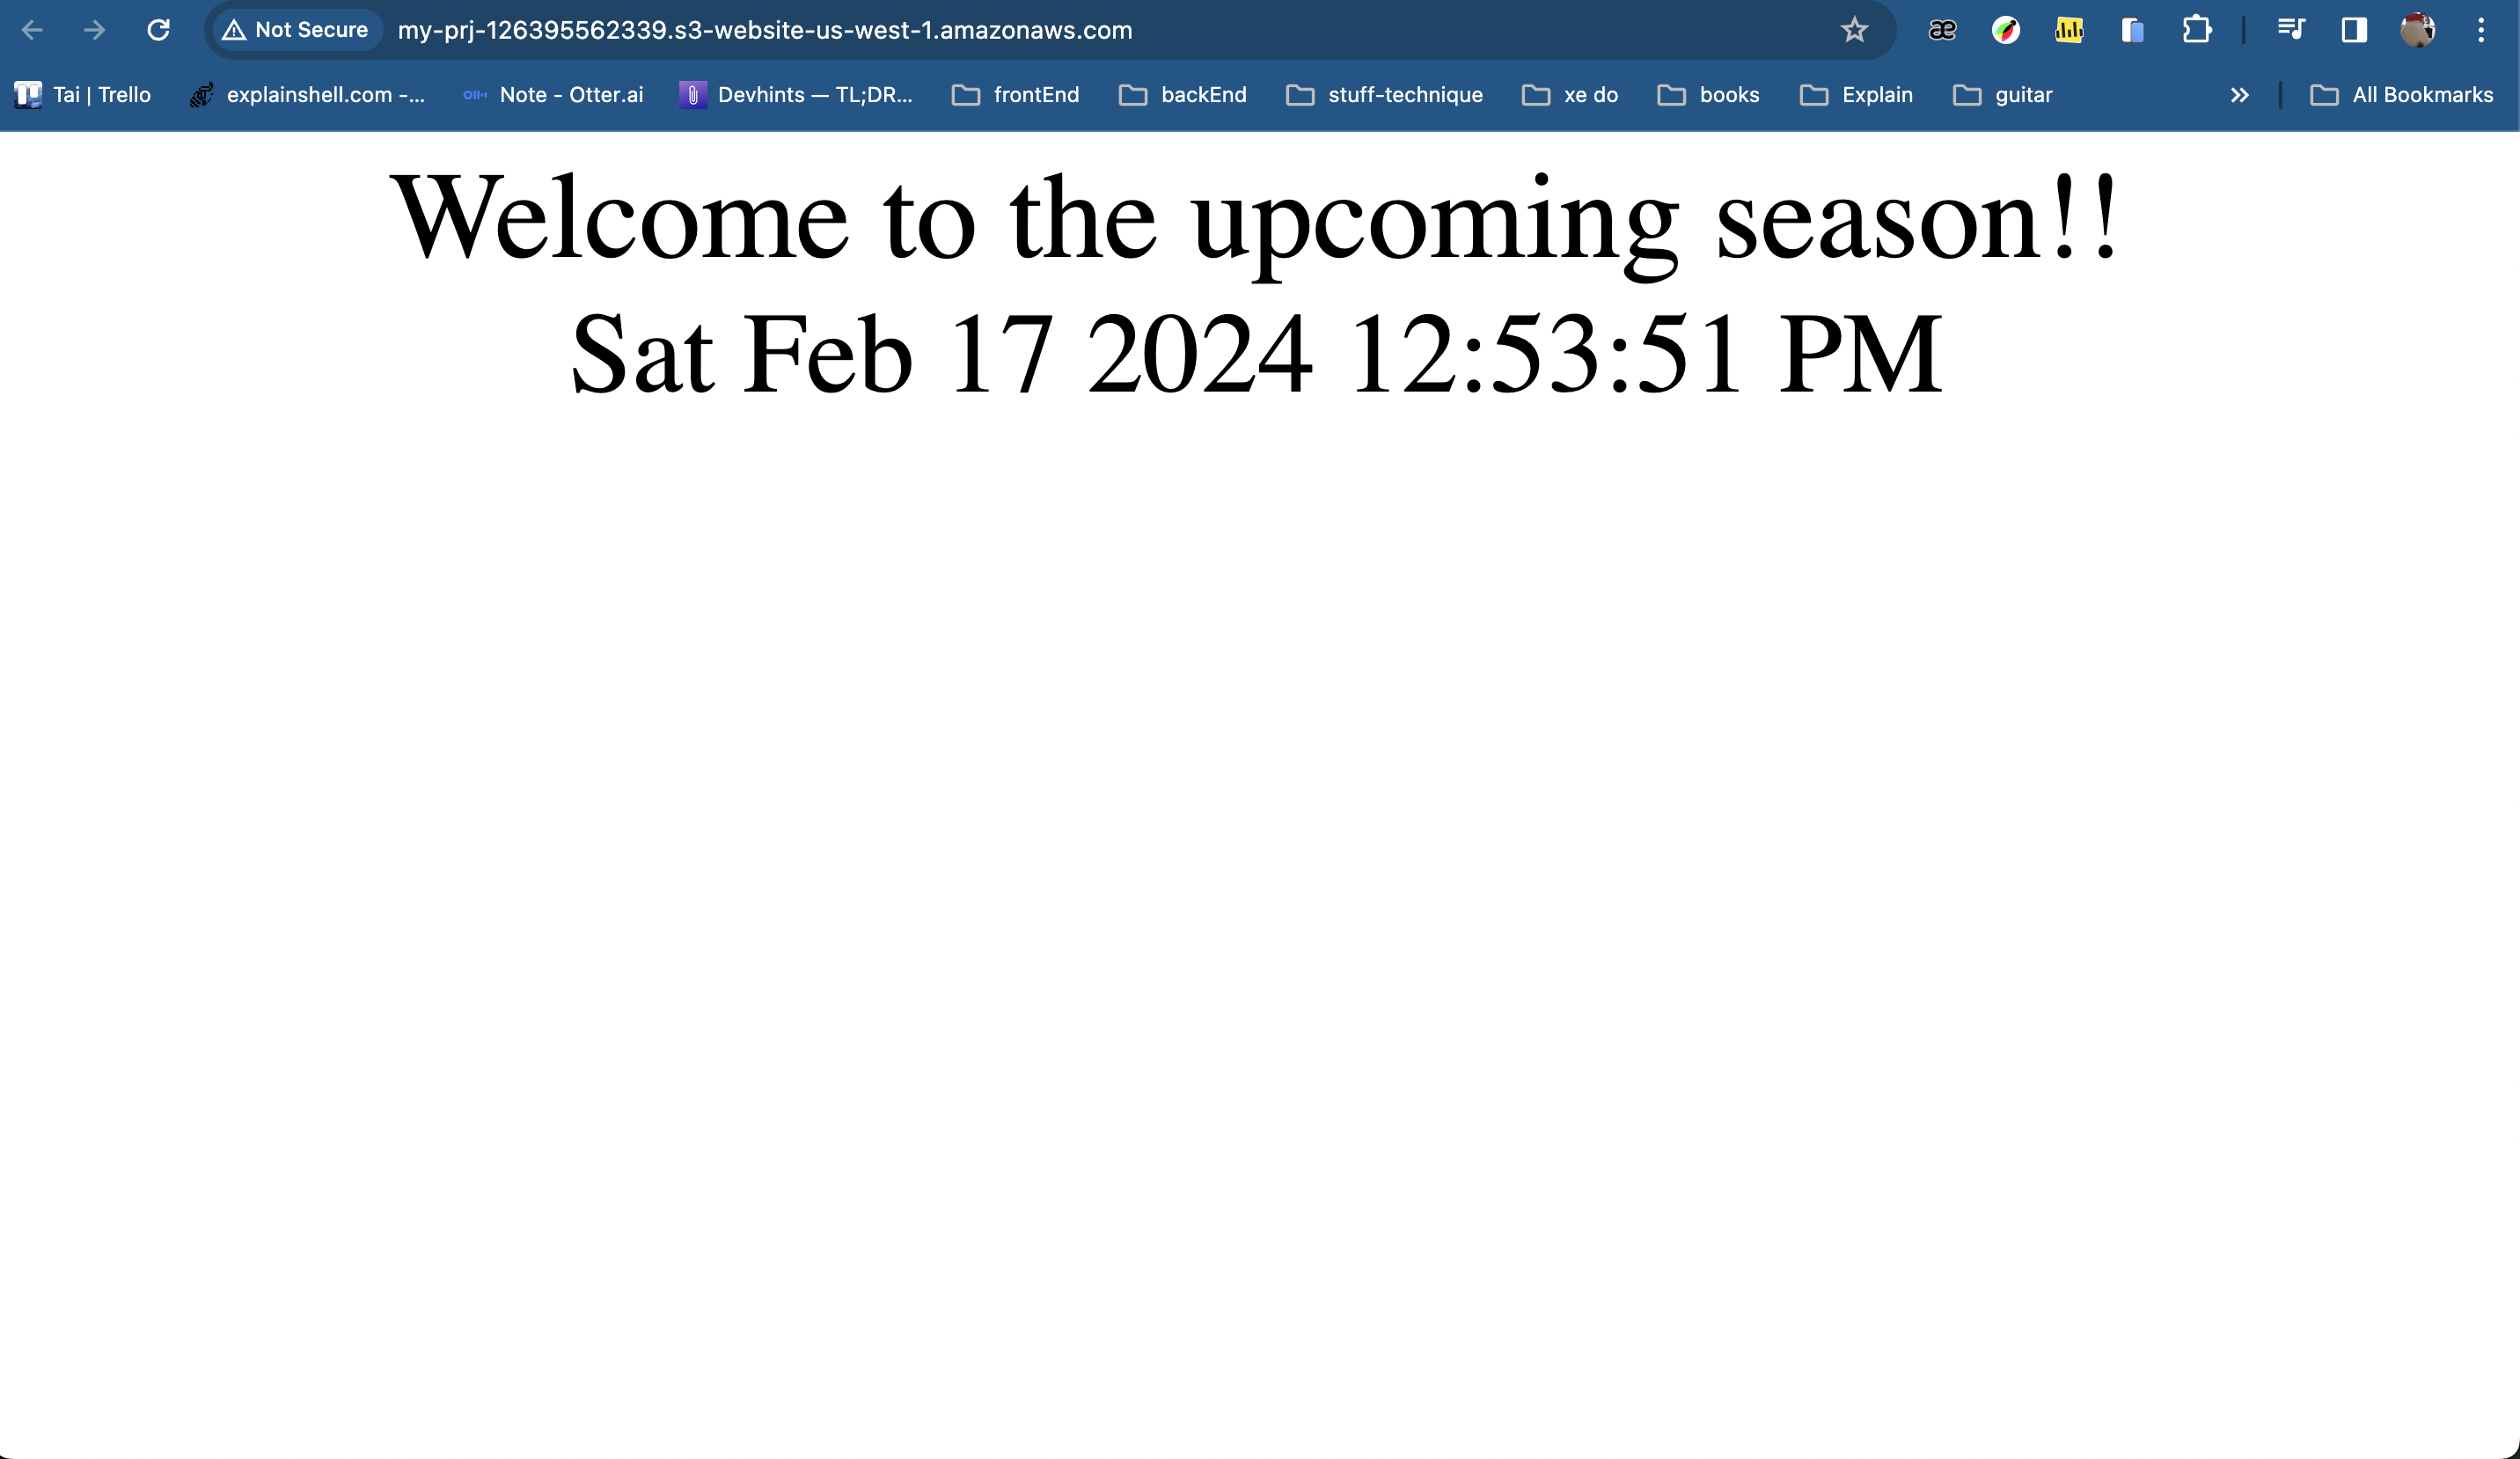 Not Secure my-prj-126395562339.s3-website-us-west-1.amazonaws.com
Tai | Trello explainshell.com -... Note - Otter.ai Devhints — TL;DR... frontEnd backEnd stuff-technique xe do books Explain guitar All Bookmarks
Welcome to the upcoming season!!
Sat Feb 17 2024 12:53:51 PM